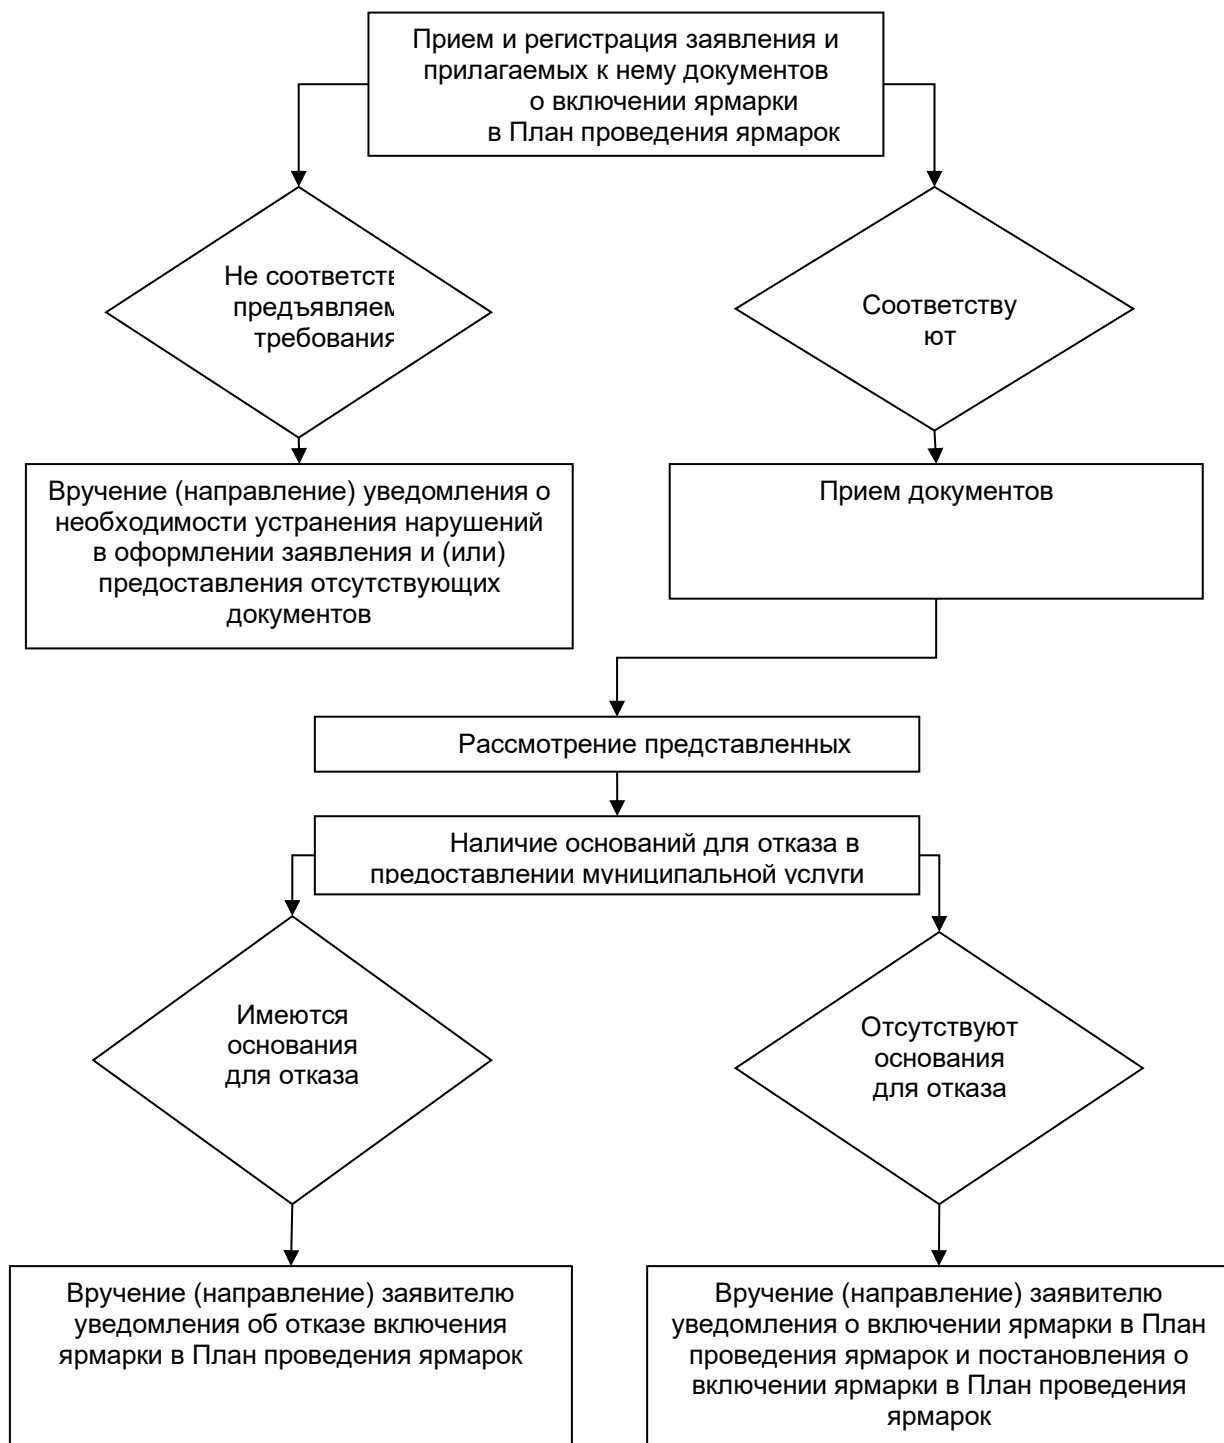 Прием и регистрация заявления и
прилагаемых к нему документов
о включении ярмарки
в План проведения ярмарок
Не соответств
предъявляем
требования
Соответству
ют
Вручение (направление) уведомления о
необходимости устранения нарушений
в оформлении заявления и (или)
предоставления отсутствующих
документов
Прием документов
Рассмотрение представленных
Наличие оснований для отказа в
предоставлении муниципальной услуги
Имеются
основания
для отказа
Отсутствуют
основания
для отказа
Вручение (направление) заявителю
уведомления об отказе включения
ярмарки в План проведения ярмарок
Вручение (направление) заявителю
уведомления о включении ярмарки в План
проведения ярмарок и постановления о
включении ярмарки в План проведения
ярмарок